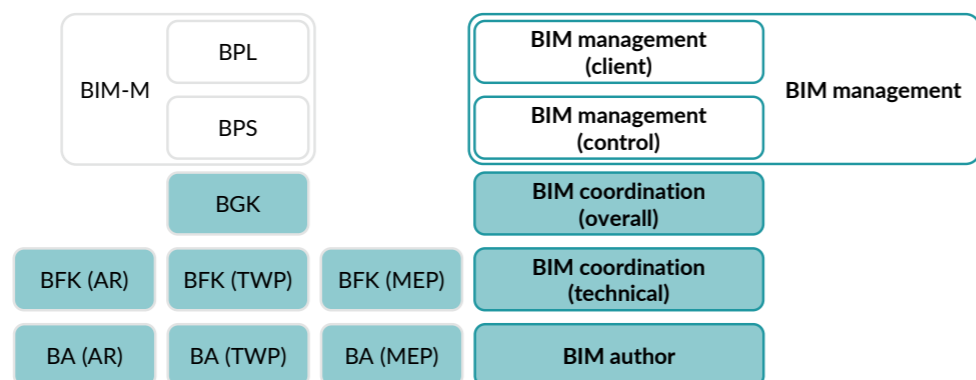 BIM-M
BPL
BPS
BIM management
(client)
BIM management
(control)
BIM management
BGK
BIM coordination
(overall)
BFK (AR)
BFK (TWP)
BFK (MEP)
BIM coordination
(technical)
BA (AR)
BA (TWP)
BA (MEP)
BIM author